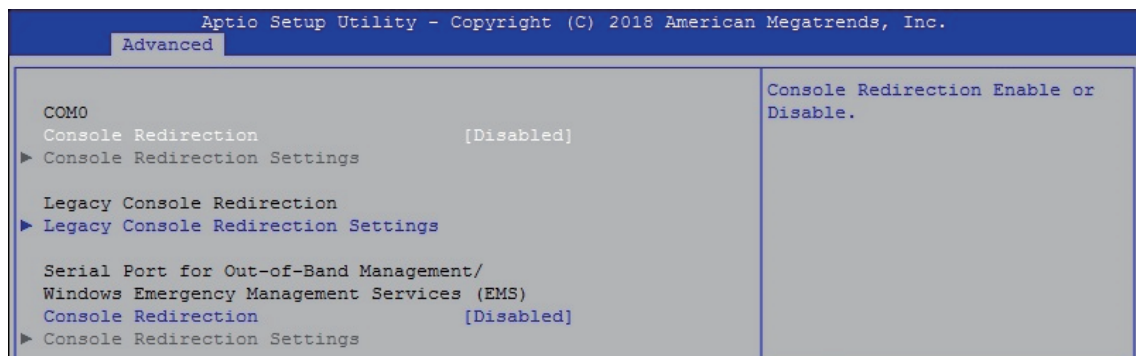 Aptio Setup Utility - Copyright (C) 2018 American Megatrends, Inc.
Advanced
COM0
Console Redirection [Disabled]
► Console Redirection Settings
Legacy Console Redirection
► Legacy Console Redirection Settings
Serial Port for Out-of-Band Management/
Windows Emergency Management Services (EMS)
Console Redirection [Disabled]
► Console Redirection Settings
Console Redirection Enable or
Disable.